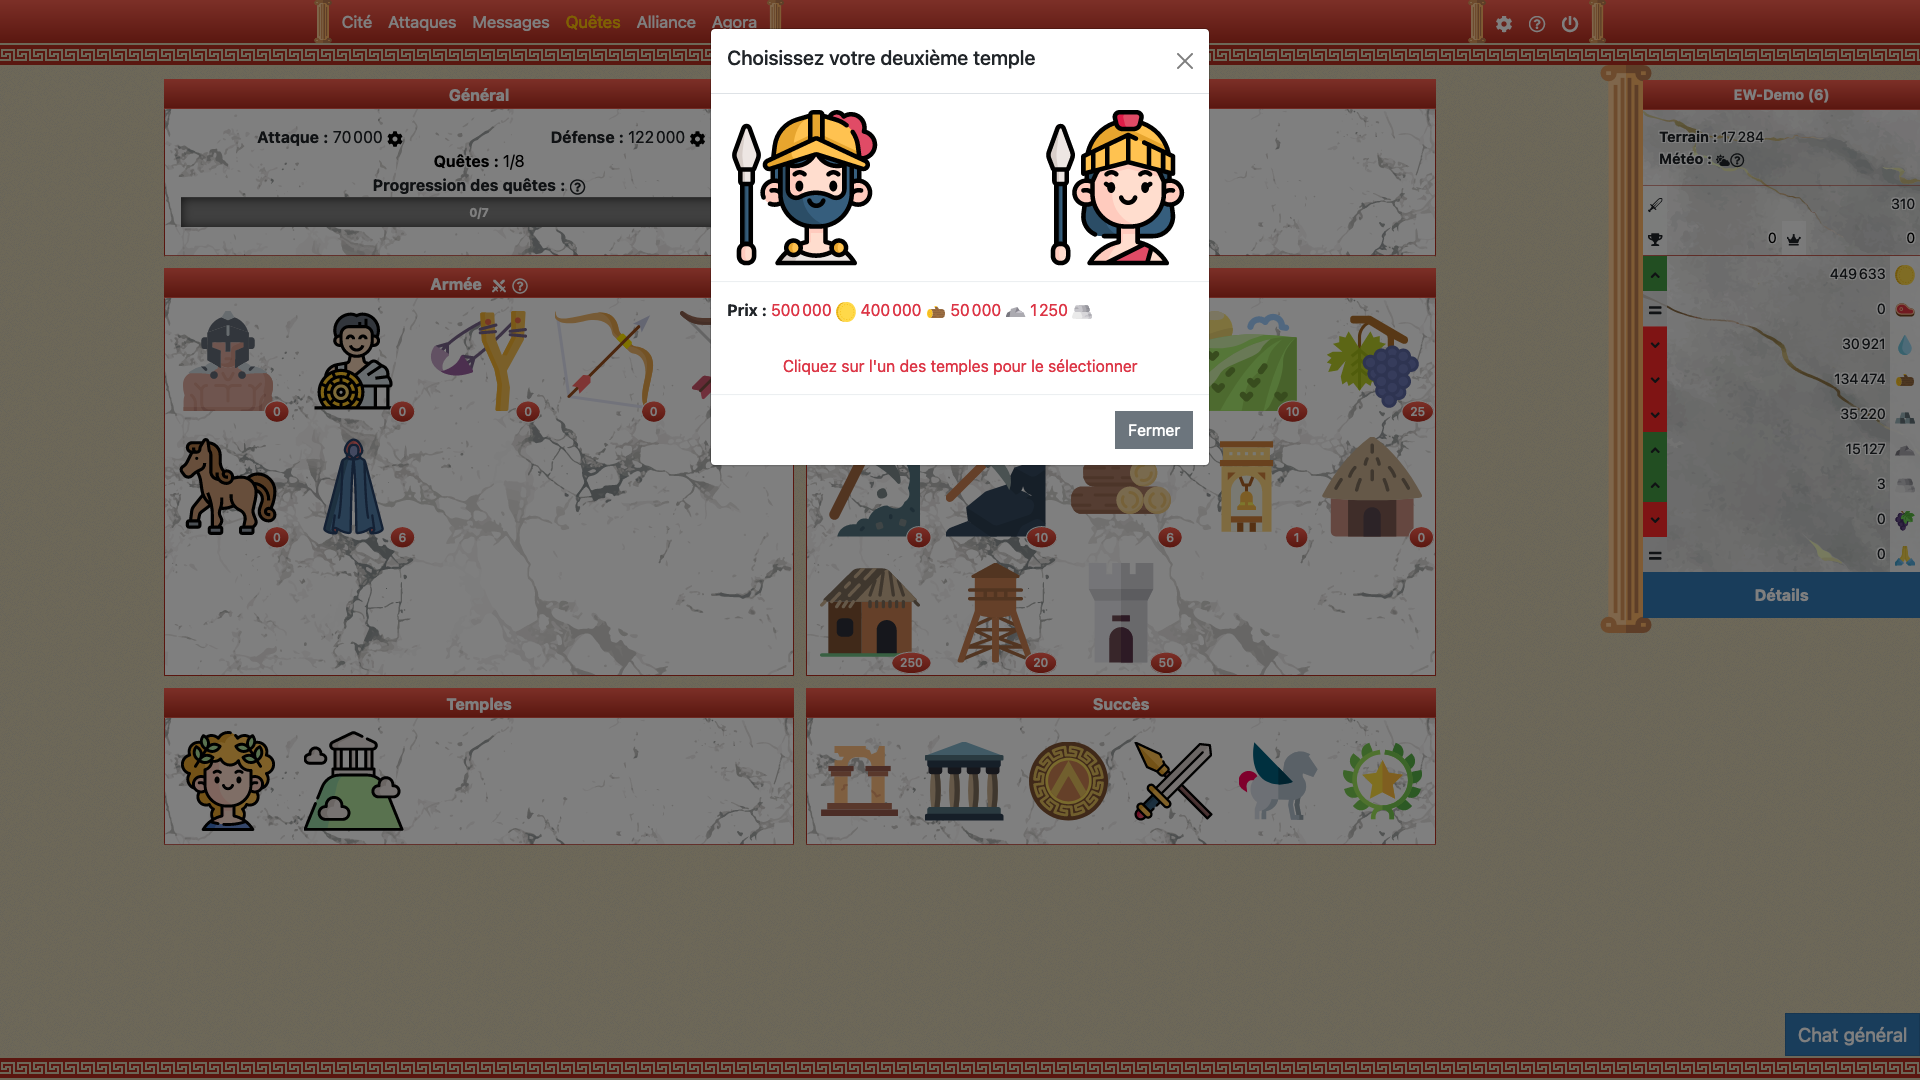 Cité Attaques Messages Quêtes Alliance Agora
Choisissez votre deuxième temple
Prix : 500 000 400 000 50 000 1 250
Cliquez sur l'un des temples pour le sélectionner
Fermer
Général
Attaque : 70 000 Défense : 122 000
Quêtes : 1/8
Progression des quêtes :
0/7
Armée
0 0 0 0
0 6
10 25
8 10 6 1 0
250 20 50
Temples
Succès
EW-Demo (6)
Terrain : 17 284
Météo :
310
0 0
449 633
0
30 921
134 474
35 220
15 127
3
0
0
Détails
Chat général